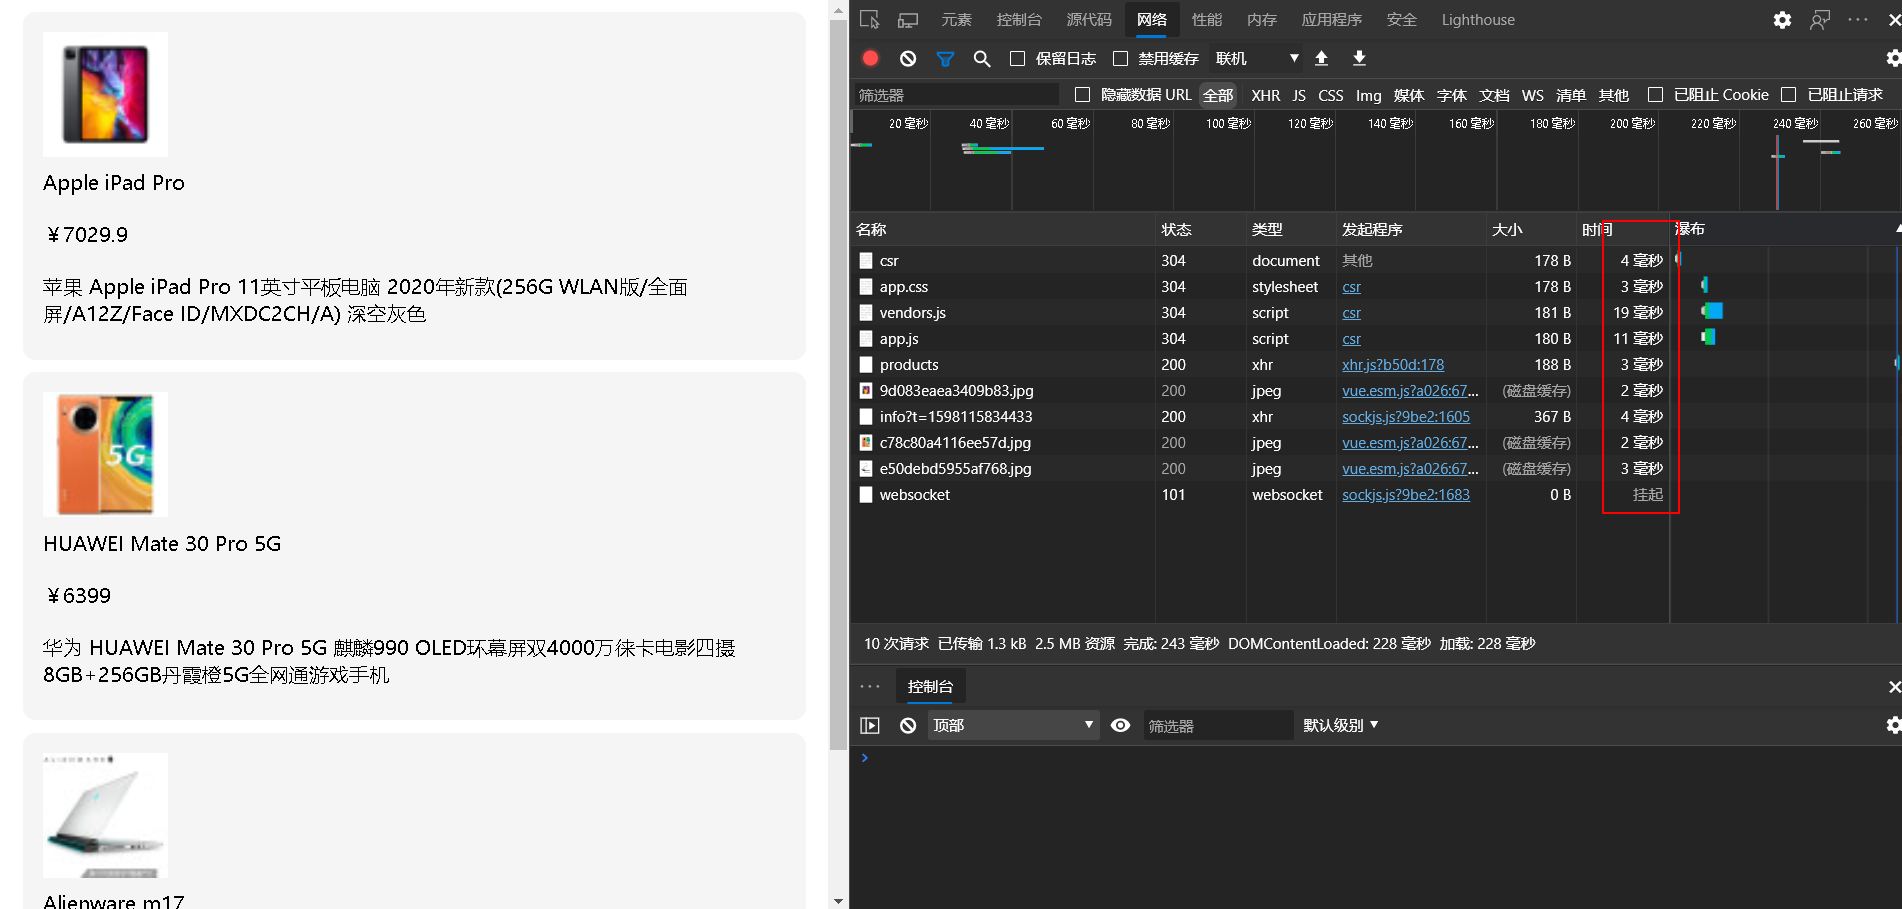 Apple iPad Pro
￥7029.9
苹果 Apple iPad Pro 11英寸平板电脑 2020年新款(256G WLAN版/全面
屏/A12Z/Face ID/MXDC2CH/A) 深空灰色
5G
HUAWEI Mate 30 Pro 5G
￥6399
华为 HUAWEI Mate 30 Pro 5G 麒麟990 OLED环幕屏双4000万徕卡电影四摄
8GB+256GB丹霞橙5G全网通游戏手机
Alienware m17
元素 控制台 源代码 网络 性能 内存 应用程序 安全 Lighthouse
保留日志 禁用缓存 联机
筛选器 隐藏数据 URL 全部 XHR JS CSS Img 媒体 字体 文档 WS 清单 其他 已阻止 Cookie 已阻止请求
20 毫秒 40 毫秒 60 毫秒 80 毫秒 100 毫秒 120 毫秒 140 毫秒 160 毫秒 180 毫秒 200 毫秒 220 毫秒 240 毫秒 260 毫秒
名称 状态 类型 发起程序 大小 时间 瀑布
csr 304 document 其他 178 B 4 毫秒
app.css 304 stylesheet csr 178 B 3 毫秒
vendors.js 304 script csr 181 B 19 毫秒
app.js 304 script csr 180 B 11 毫秒
products 200 xhr xhr.js?b50d:178 188 B 3 毫秒
9d083eaea3409b83.jpg 200 jpeg vue.esm.js?a026:67... (磁盘缓存) 2 毫秒
info?t=1598115834433 200 xhr sockjs.js?9be2:1605 367 B 4 毫秒
c78c80a4116ee57d.jpg 200 jpeg vue.esm.js?a026:67... (磁盘缓存) 2 毫秒
e50debd5955af768.jpg 200 jpeg vue.esm.js?a026:67... (磁盘缓存) 3 毫秒
websocket 101 websocket sockjs.js?9be2:1683 0 B 挂起
10 次请求 已传输 1.3 kB 2.5 MB 资源 完成: 243 毫秒 DOMContentLoaded: 228 毫秒 加载: 228 毫秒
控制台
顶部 筛选器 默认级别